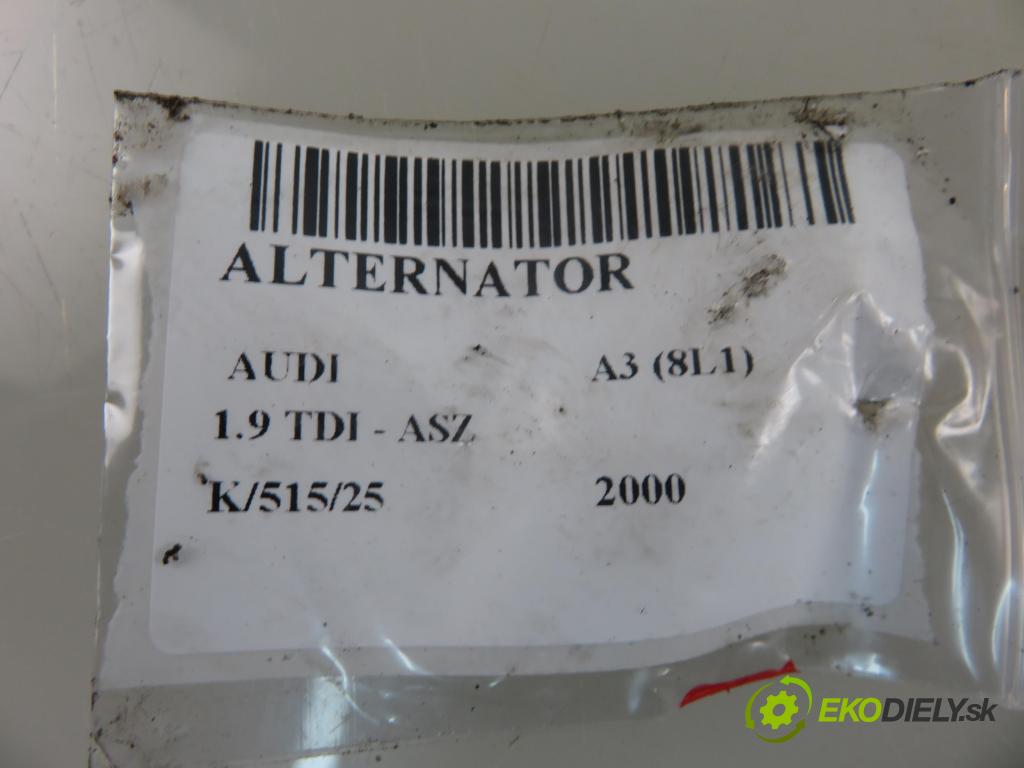 ALTERNATOR
AUDI A3 (8L1)
1.9 TDI - ASZ
K/515/25 2000
EKODIELY.sk